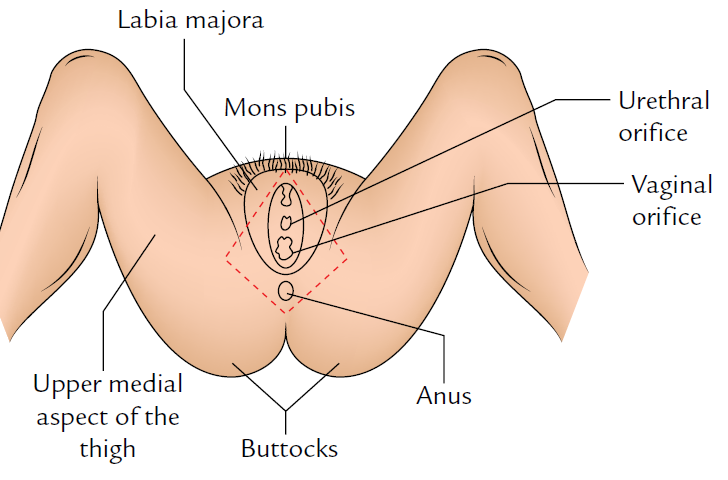 Labia majora
Mons pubis
Urethral
orifice
Vaginal
orifice
Upper medial
aspect of the
thigh
Anus
Buttocks